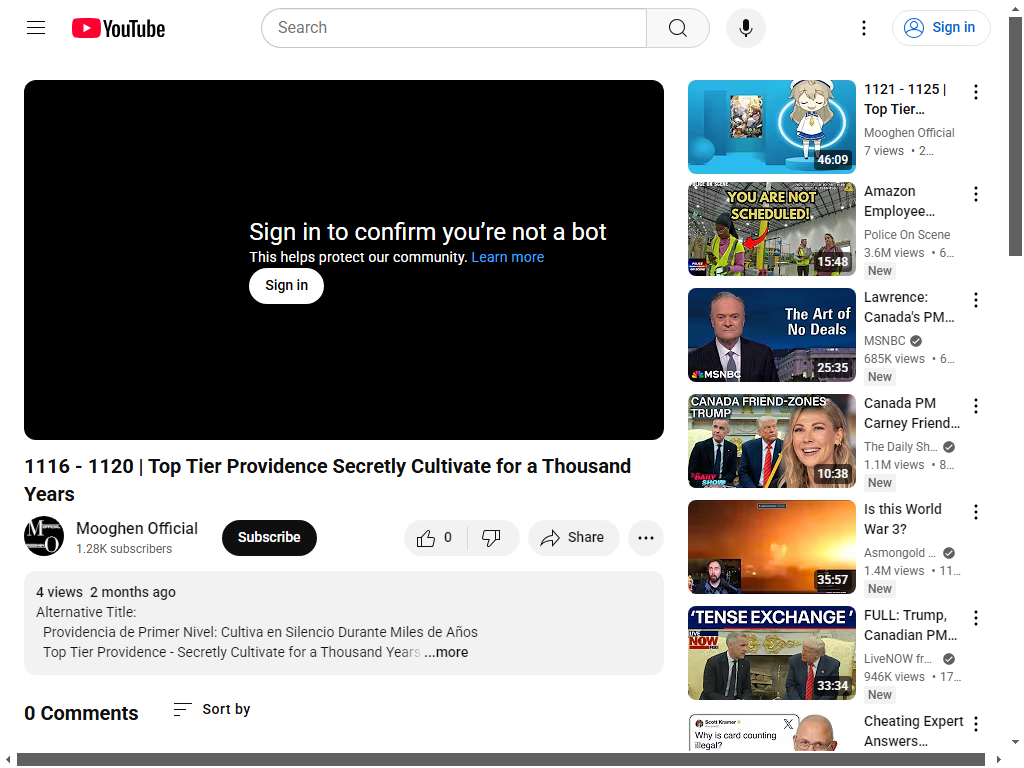 YouTube
Search
Sign in
Sign in to confirm you're not a bot
This helps protect our community. Learn more
Sign in
1116 - 1120 | Top Tier Providence Secretly Cultivate for a Thousand
Years
Mooghen Official
1.28K subscribers
Subscribe
0
Share
4 views 2 months ago
Alternative Title:
Providencia de Primer Nivel: Cultiva en Silencio Durante Miles de Años
Top Tier Providence - Secretly Cultivate for a Thousand Years ...more
0 Comments
Sort by
46:09
1121 - 1125 |
Top Tier...
Mooghen Official
7 views • 2...
YOU ARE NOT
SCHEDULED!
15:48
Amazon
Employee...
Police On Scene
3.6M views • 6...
New
The Art of
No Deals
MSNBC
25:35
Lawrence:
Canada's PM...
MSNBC
685K views • 6...
New
CANADA FRIEND-ZONES
TRUMP
THE DAILY SHOW
10:38
Canada PM
Carney Friend...
The Daily Sh...
1.1M views • 8...
New
35:57
Is this World
War 3?
Asmongold ...
1.4M views • 11...
New
'TENSE EXCHANGE'
LIVE NOW
33:34
FULL: Trump,
Canadian PM...
LiveNOW fr...
946K views • 17...
New
Scott Kramer
Why is card counting
illegal?
Cheating Expert
Answers...